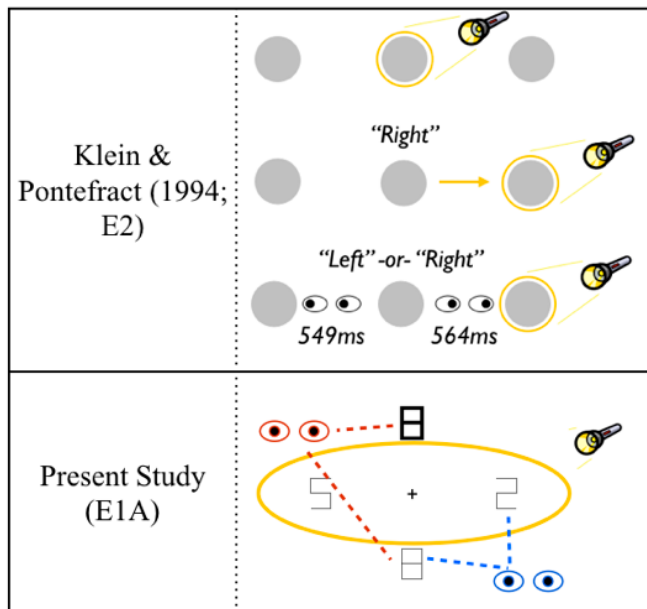 Klein &
Pontefract (1994;
E2)
“Right”
“Left” -or- “Right”
549ms 564ms
Present Study
(E1A)